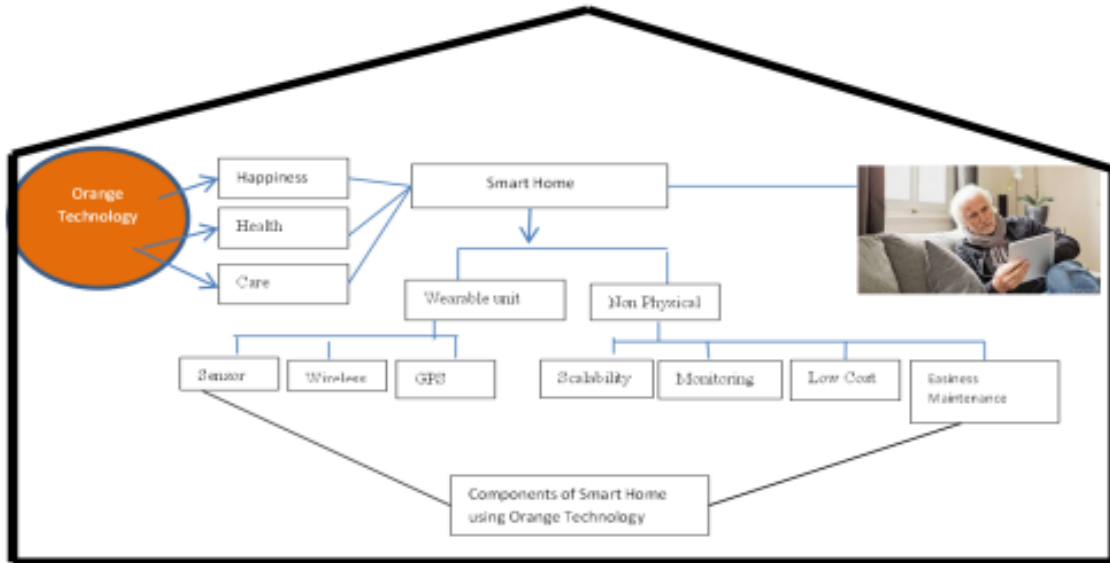 Orange
Technology
Happiness
Health
Care
Smart Home
Wearable unit
Non Physical
Senzor
Wireless
GPS
Scalability
Monitoring
Low Cost
Easiness
Maintenance
Components of Smart Home
using Orange Technology